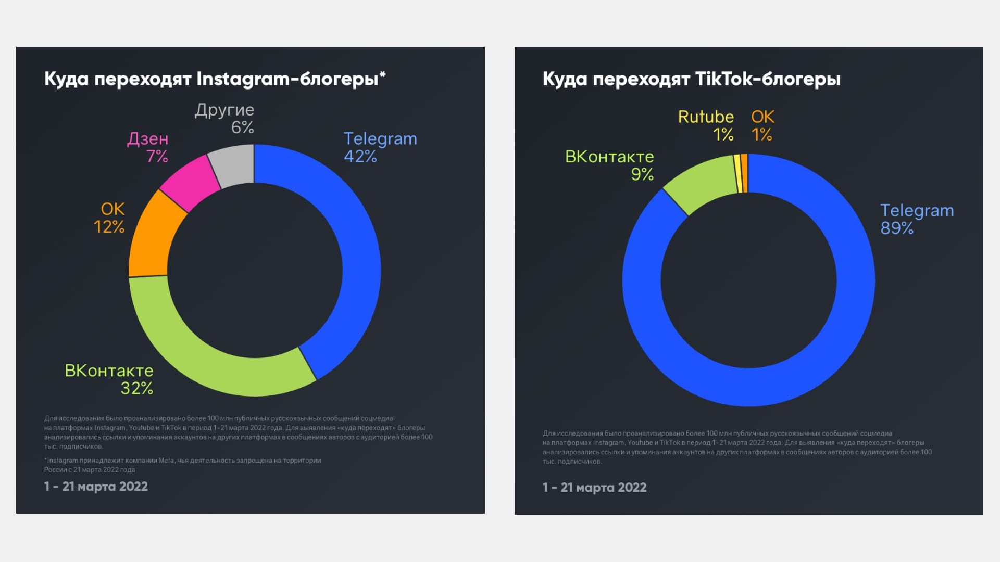 Куда переходят Instagram-блогеры*
Другие
6%
Дзен
7%
Telegram
42%
ОК
12%
ВКонтакте
32%
Для исследования было проанализировано более 100 млн публичных русскоязычных сообщений соцмедиа
на платформах Instagram, Youtube и TikTok в период 1-21 марта 2022 года. Для выявления «куда переходят» блогеры
анализировались ссылки и упоминания аккаунтов на других платформах в сообщениях авторов с аудиторией более 100
тыс. подписчиков.
*Instagram принадлежит компании Meta, чья деятельность запрещена на территории
России с 21 марта 2022 года
1 - 21 марта 2022
Куда переходят TikTok-блогеры
Rutube
1%
ОК
1%
ВКонтакте
9%
Telegram
89%
Для исследования было проанализировано более 100 млн публичных русскоязычных сообщений соцмедиа
на платформах Instagram, Youtube и TikTok в период 1-21 марта 2022 года. Для выявления «куда переходят» блогеры
анализировались ссылки и упоминания аккаунтов на других платформах в сообщениях авторов с аудиторией более 100
тыс. подписчиков.
1 - 21 марта 2022